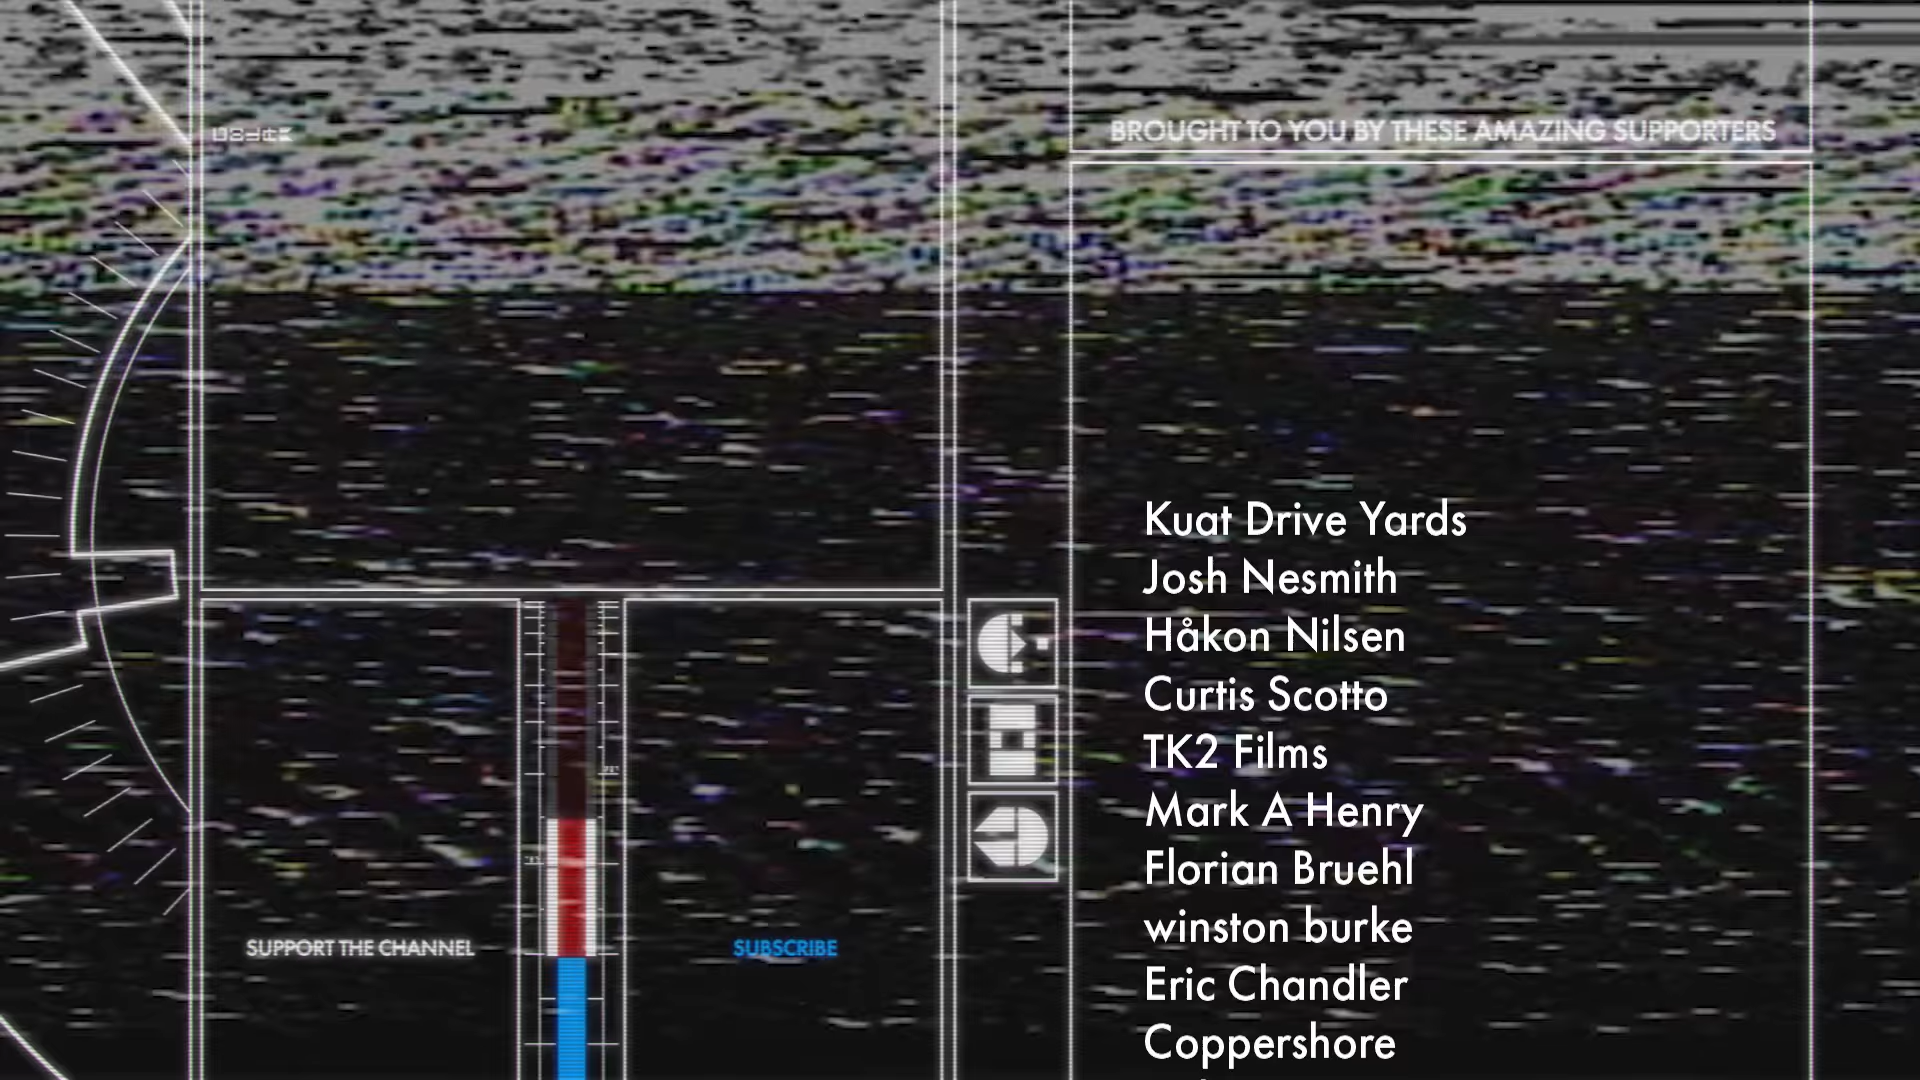 BROUGHT TO YOU BY THESE AMAZING SUPPORTERS
Kuat Drive Yards
Josh Nesmith
Håkon Nilsen
Curtis Scotto
TK2 Films
Mark A Henry
Florian Bruehl
winston burke
Eric Chandler
Coppershore
SUPPORT THE CHANNEL
SUBSCRIBE